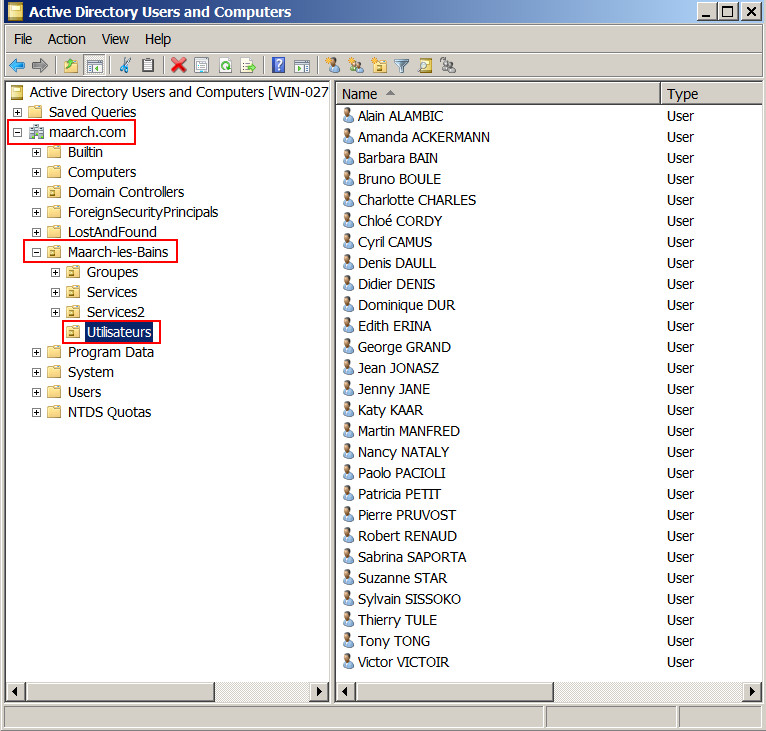 Active Directory Users and Computers
File Action View Help
Active Directory Users and Computers [WIN-027
Saved Queries
maarch.com
Builtin
Computers
Domain Controllers
ForeignSecurityPrincipals
LostAndFound
Maarch-les-Bains
Groupes
Services
Services2
Utilisateurs
Program Data
System
Users
NTDS Quotas
Name Type
Alain ALAMBIC User
Amanda ACKERMANN User
Barbara BAIN User
Bruno BOULE User
Charlotte CHARLES User
Chloé CORDY User
Cyril CAMUS User
Denis DAULL User
Didier DENIS User
Dominique DUR User
Edith ERINA User
George GRAND User
Jean JONASZ User
Jenny JANE User
Katy KAAR User
Martin MANFRED User
Nancy NATALY User
Paolo PACIOLI User
Patricia PETIT User
Pierre PRUVOST User
Robert RENAUD User
Sabrina SAPORTA User
Suzanne STAR User
Sylvain SISSOKO User
Thierry TULE User
Tony TONG User
Victor VICTOIR User